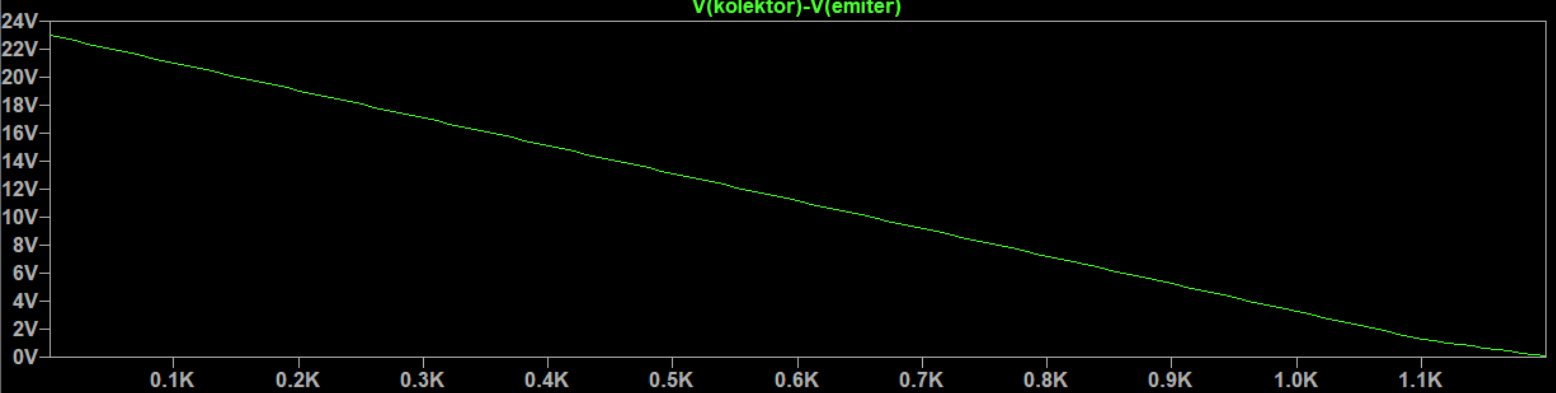 V(kolektor)-V(emiter)
24V
22V
20V
18V
16V
14V
12V
10V
8V
6V
4V
2V
0V
0.1K 0.2K 0.3K 0.4K 0.5K 0.6K 0.7K 0.8K 0.9K 1.0K 1.1K